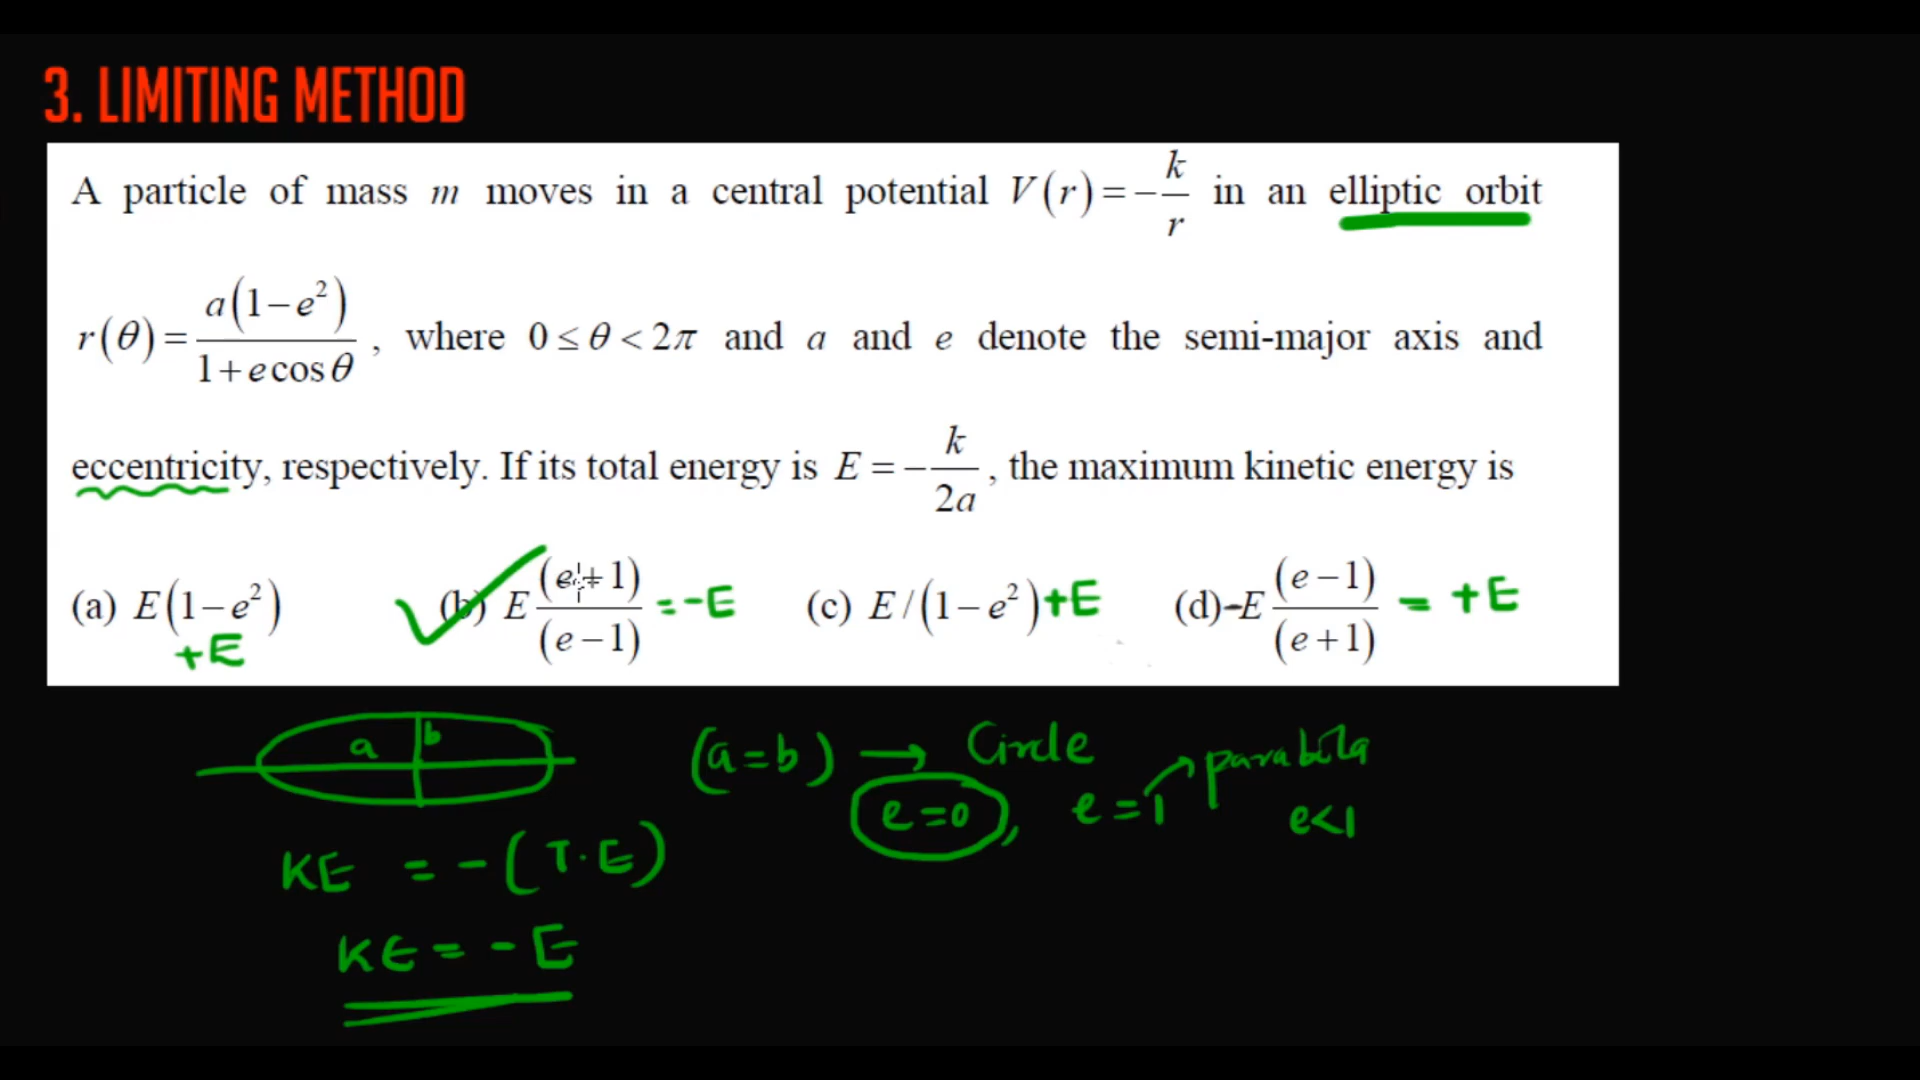 3. LIMITING METHOD
A particle of mass m moves in a central potential V(r) = -k/r in an elliptic orbit
r(θ) = a(1-e²)/1+e cos θ, where 0 ≤ θ < 2π and a and e denote the semi-major axis and
eccentricity, respectively. If its total energy is E = -k/2a, the maximum kinetic energy is
(a) E(1-e²) (b) E (e+1)/(e-1) = -E (c) E/(1-e²) +E (d) -E (e-1)/(e+1) = +E
+E
a b (a=b) → Circle
e=0, e=1 → parabola
e<1
KE = -(T.E)
KE = -E